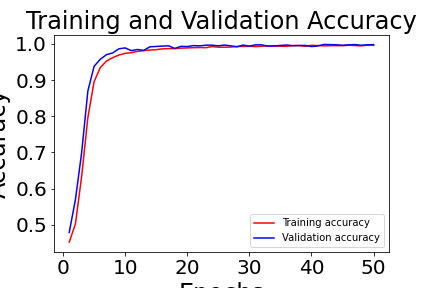 Training and Validation Accuracy
Accuracy
1.0
0.9
0.8
0.7
0.6
0.5
Training accuracy
Validation accuracy
0 10 20 30 40 50
Epochs